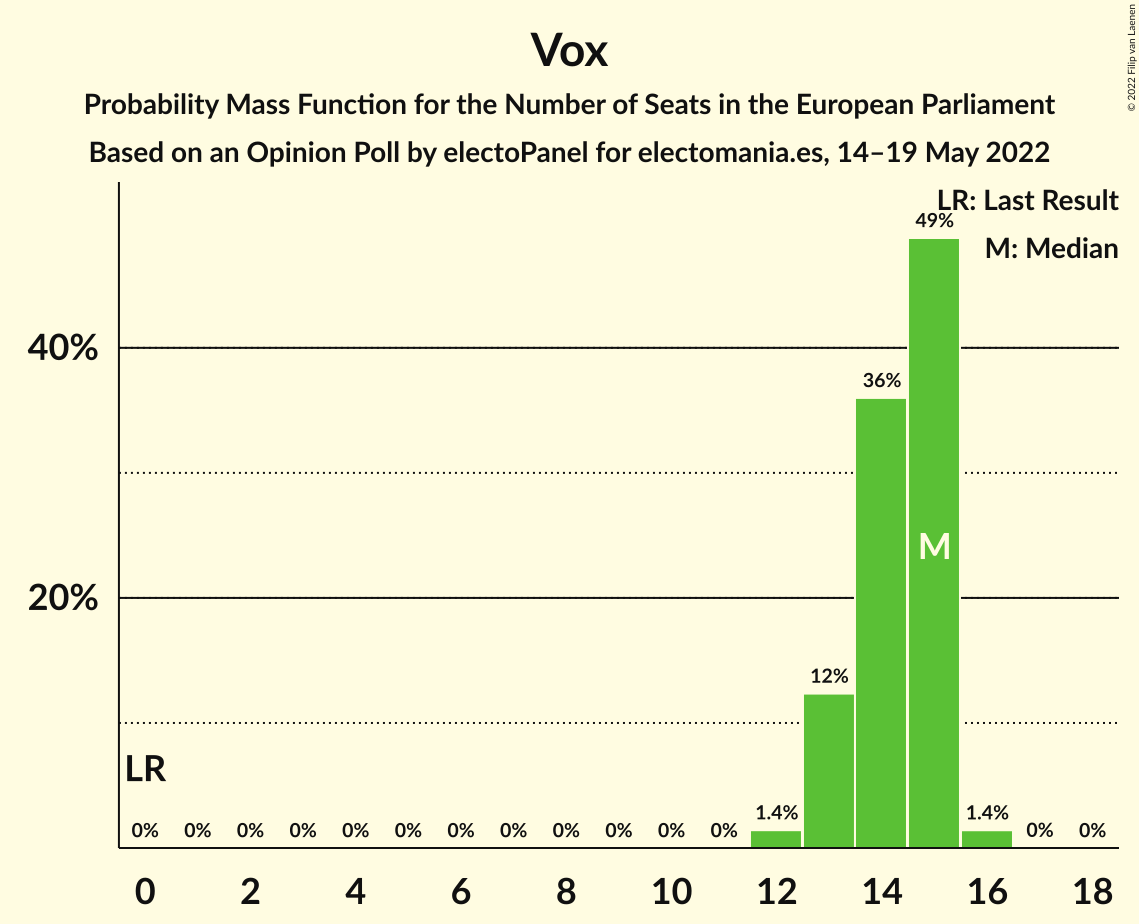 Vox
Probability Mass Function for the Number of Seats in the European Parliament
Based on an Opinion Poll by electoPanel for electomania.es, 14–19 May 2022
© 2022 Filip van Laenen
LR: Last Result
M: Median
49%
40%
36%
M
20%
12%
LR
0% 0% 0% 0% 0% 0% 0% 0% 0% 0% 0% 0% 1.4% 1.4% 0% 0%
0 2 4 6 8 10 12 14 16 18